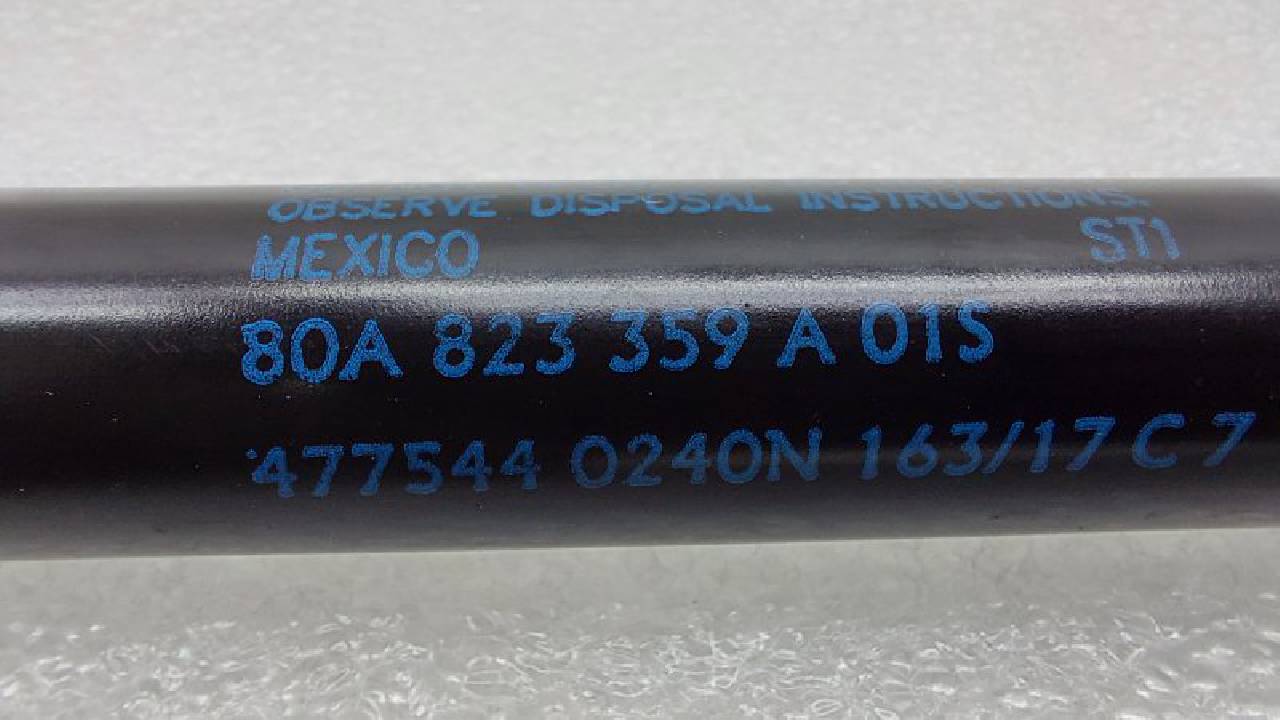 OBSERVE DISPOSAL INSTRUCTIONS.
MEXICO ST1
80A 823 359 A 01S
477544 0240N 163/17 C 7